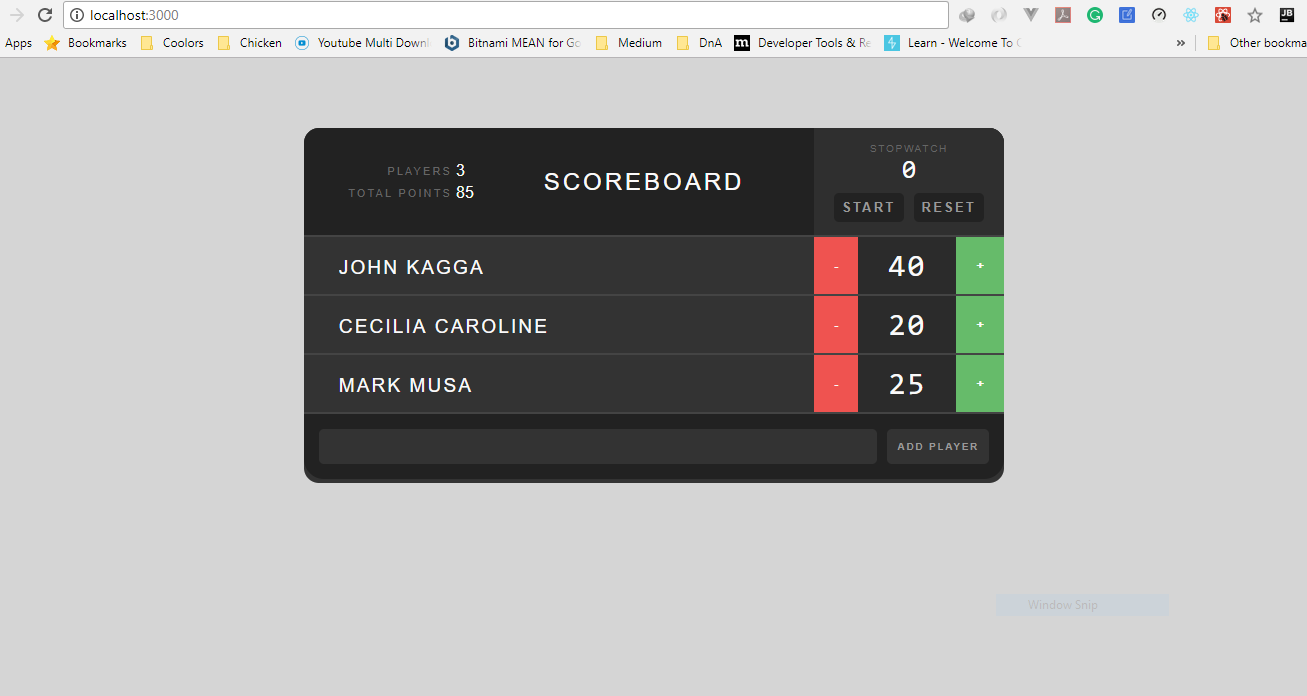 localhost:3000
Apps Bookmarks Coolors Chicken Youtube Multi Downl Bitnami MEAN for Go Medium DnA m Developer Tools & Re Learn - Welcome To » Other bookma
PLAYERS 3
TOTAL POINTS 85
SCOREBOARD
STOPWATCH
0
START RESET
JOHN KAGGA - 40 +
CECILIA CAROLINE - 20 +
MARK MUSA - 25 +
ADD PLAYER
Window Snip